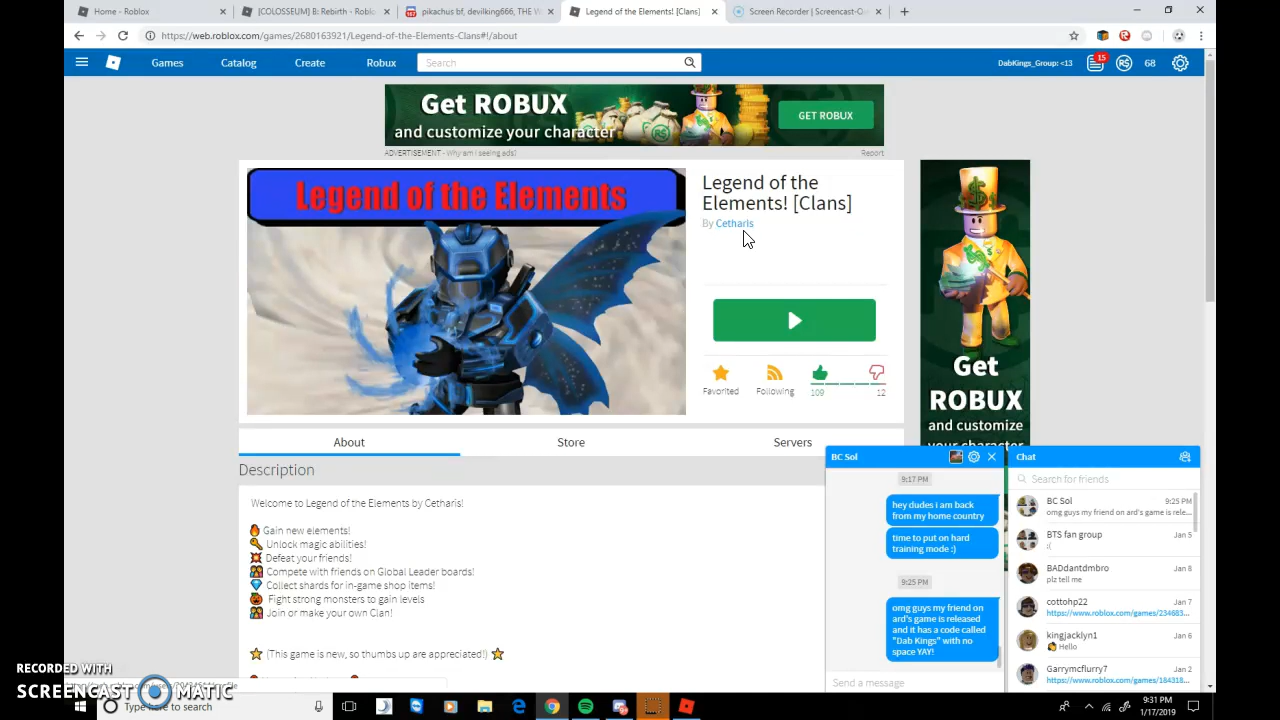 Home - Roblox
[COLOSSEUM] B: Rebirth - Roblo
pikachus bf, devilking666, THE W
Legend of the Elements! [Clans]
Screen Recorder | Screencast-O
https://web.roblox.com/games/2680163921/Legend-of-the-Elements-Clans#!/about
Games
Catalog
Create
Robux
Search
DabKings_Group: <13
15
68
Get ROBUX
and customize your character
GET ROBUX
ADVERTISEMENT - Why am I seeing ads?
Report
Legend of the Elements
Legend of the
Elements! [Clans]
By Cetharis
Favorited
Following
109
12
Get
ROBUX
and customize
your character
About
Store
Servers
Description
Welcome to Legend of the Elements by Cetharis!
Gain new elements!
Unlock magic abilities!
Defeat your friends!
Compete with friends on Global Leader boards!
Collect shards for in-game shop items!
Fight strong monsters to gain levels
Join or make your own Clan!
(This game is new, so thumbs up are appreciated!)
BC Sol
9:17 PM
hey dudes i am back
from my home country
time to put on hard
training mode :)
9:25 PM
omg guys my friend on
ard's game is released
and it has a code called
"Dab Kings" with no
space YAY!
Send a message
Chat
Search for friends
BC Sol
9:25 PM
omg guys my friend on ard's game is rele...
BTS fan group
Jan 5
:(
BADdantdmbro
Jan 8
plz tell me
cottohp22
Jan 7
https://www.roblox.com/games/234683...
kingjacklyn1
Jan 6
Hello
Garrymcflurry7
Jan 2
https://www.roblox.com/games/184318...
RECORDED WITH
SCREENCAST MATIC
Type here to search
9:31 PM
1/17/2019